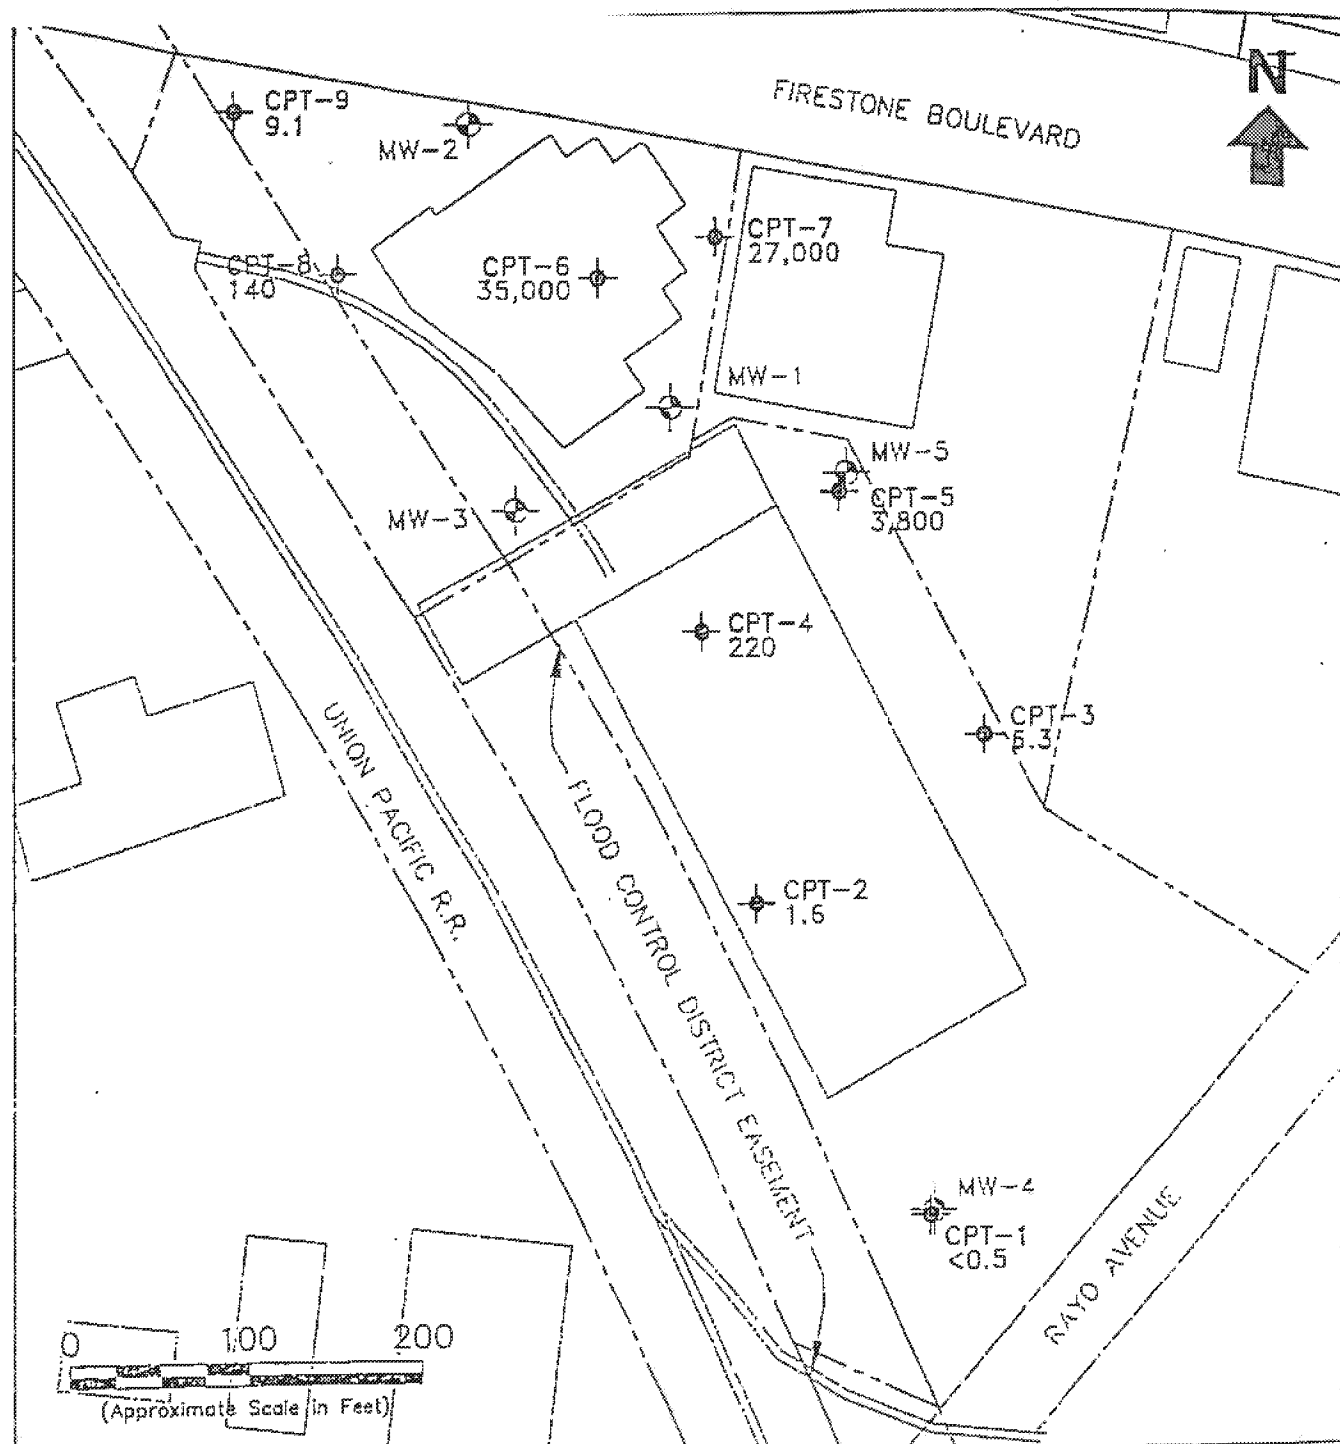 N
FIRESTONE BOULEVARD
CPT-9
9.1
MW-2
CPT-7
27,000
CPT-8
140
CPT-6
35,000
MW-1
MW-5
CPT-5
3,800
MW-3
CPT-4
220
CPT-3
UNION PACIFIC R.R.
FLOOD CONTROL DISTRICT EASEMENT
CPT-2
1.6
MW-4
CPT-1
<0.5
RAYO AVENUE
0 100 200
(Approximate Scale in Feet)